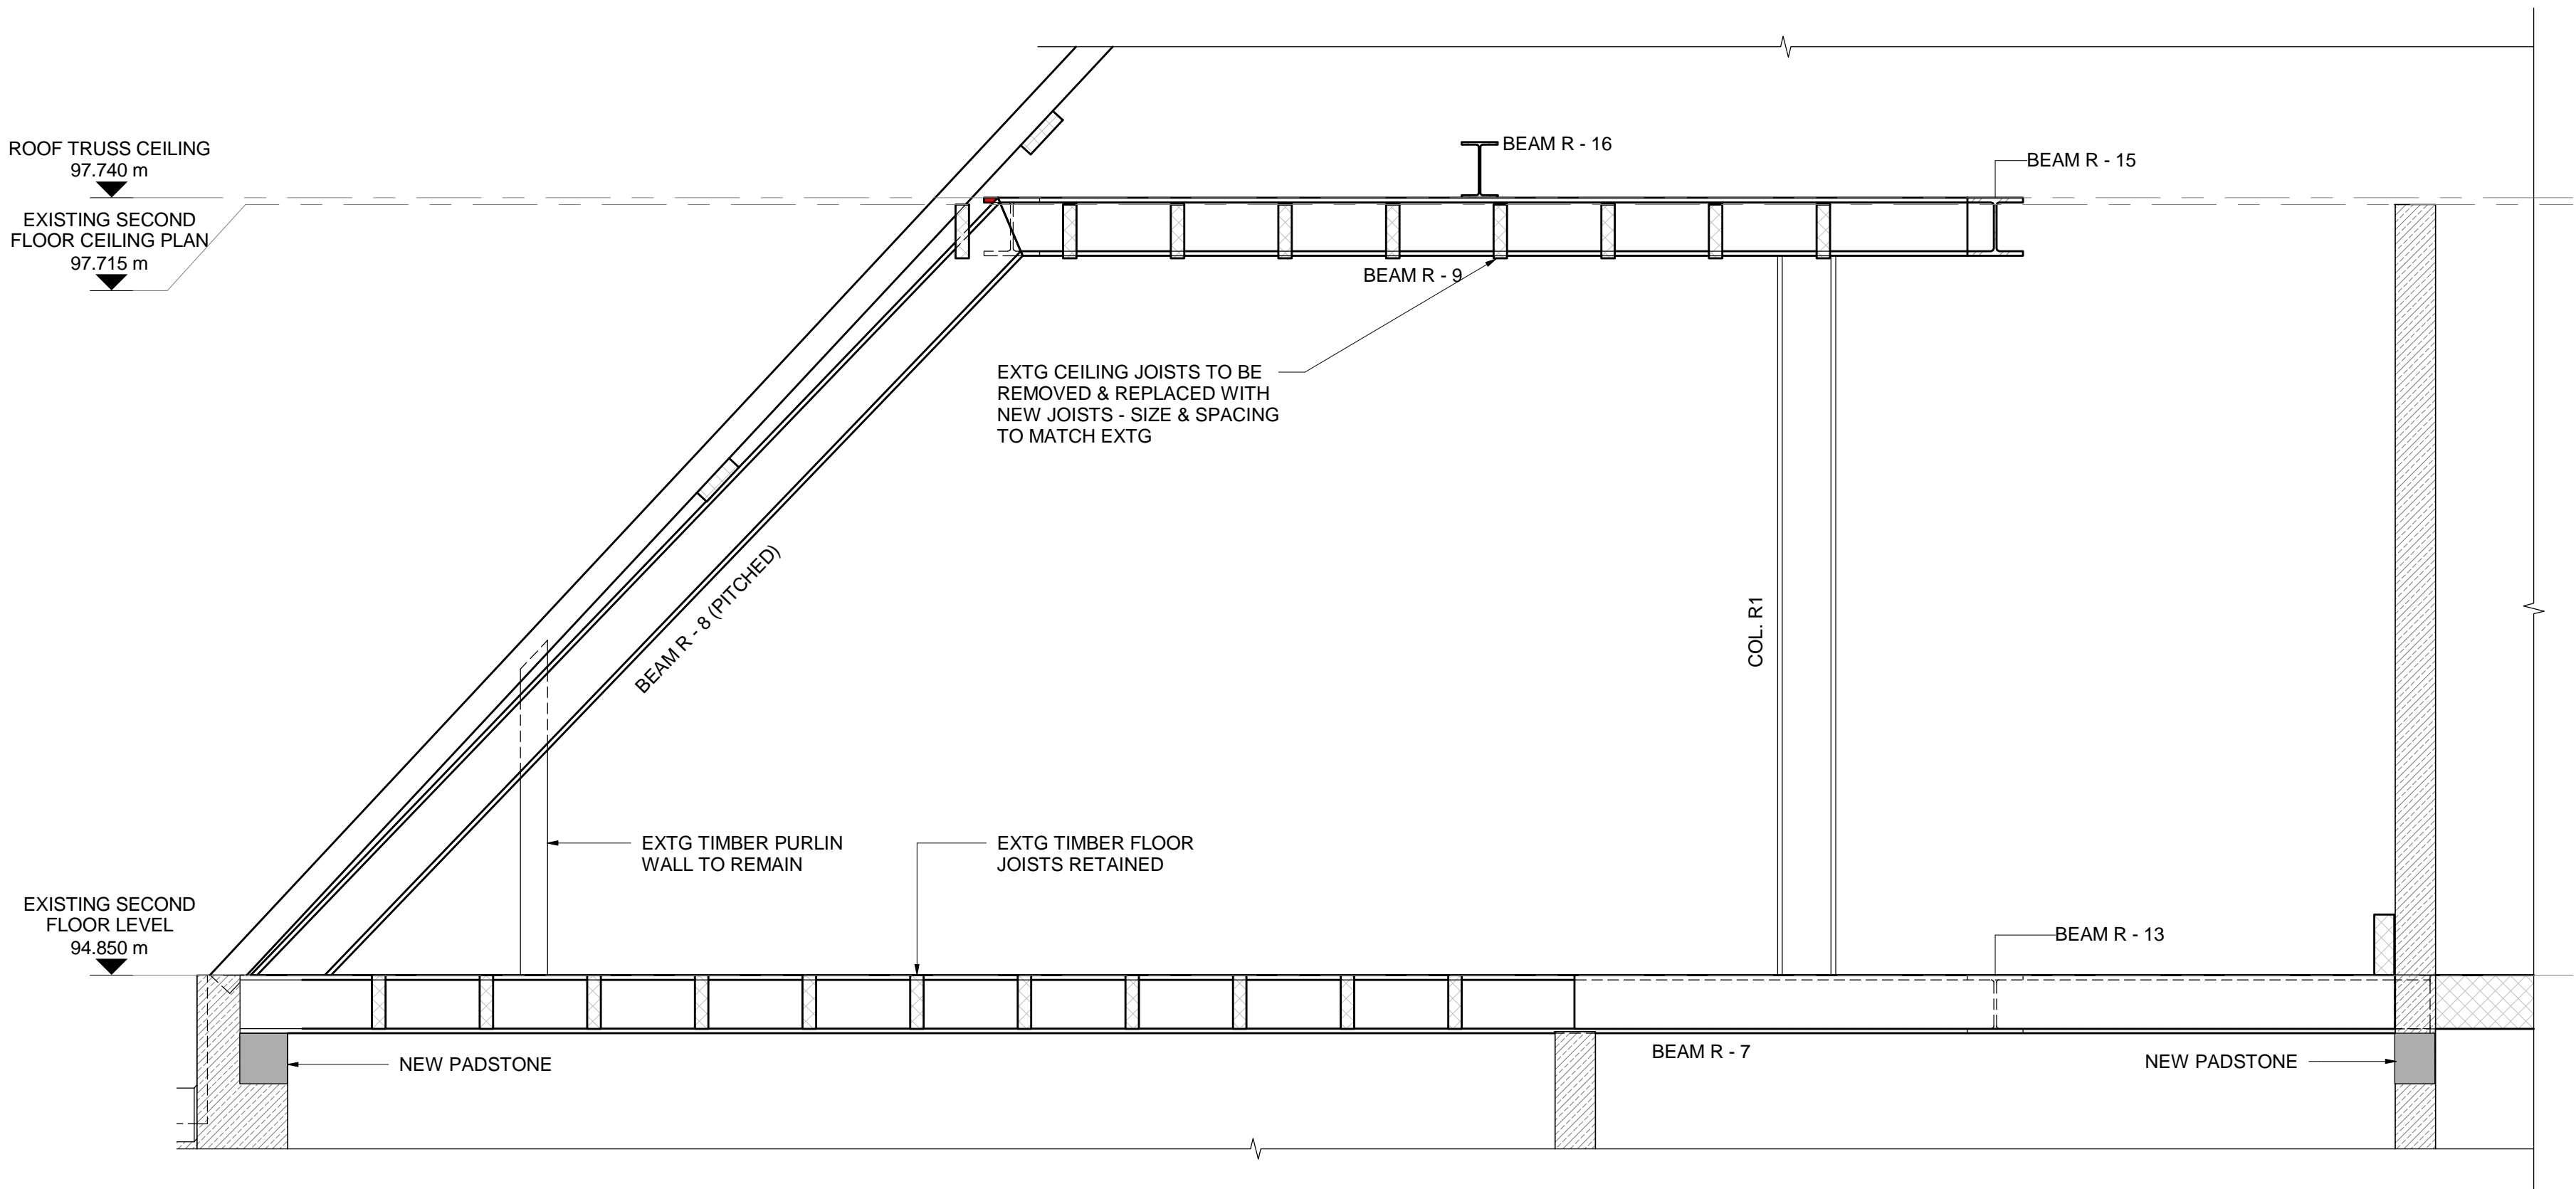 ROOF TRUSS CEILING
97.740 m
EXISTING SECOND
FLOOR CEILING PLAN
97.715 m
BEAM R - 16
BEAM R - 15
BEAM R - 9
EXTG CEILING JOISTS TO BE
REMOVED & REPLACED WITH
NEW JOISTS - SIZE & SPACING
TO MATCH EXTG
BEAM R - 8 (PITCHED)
COL. R1
EXTG TIMBER PURLIN
WALL TO REMAIN
EXTG TIMBER FLOOR
JOISTS RETAINED
EXISTING SECOND
FLOOR LEVEL
94.850 m
BEAM R - 13
NEW PADSTONE
BEAM R - 7
NEW PADSTONE